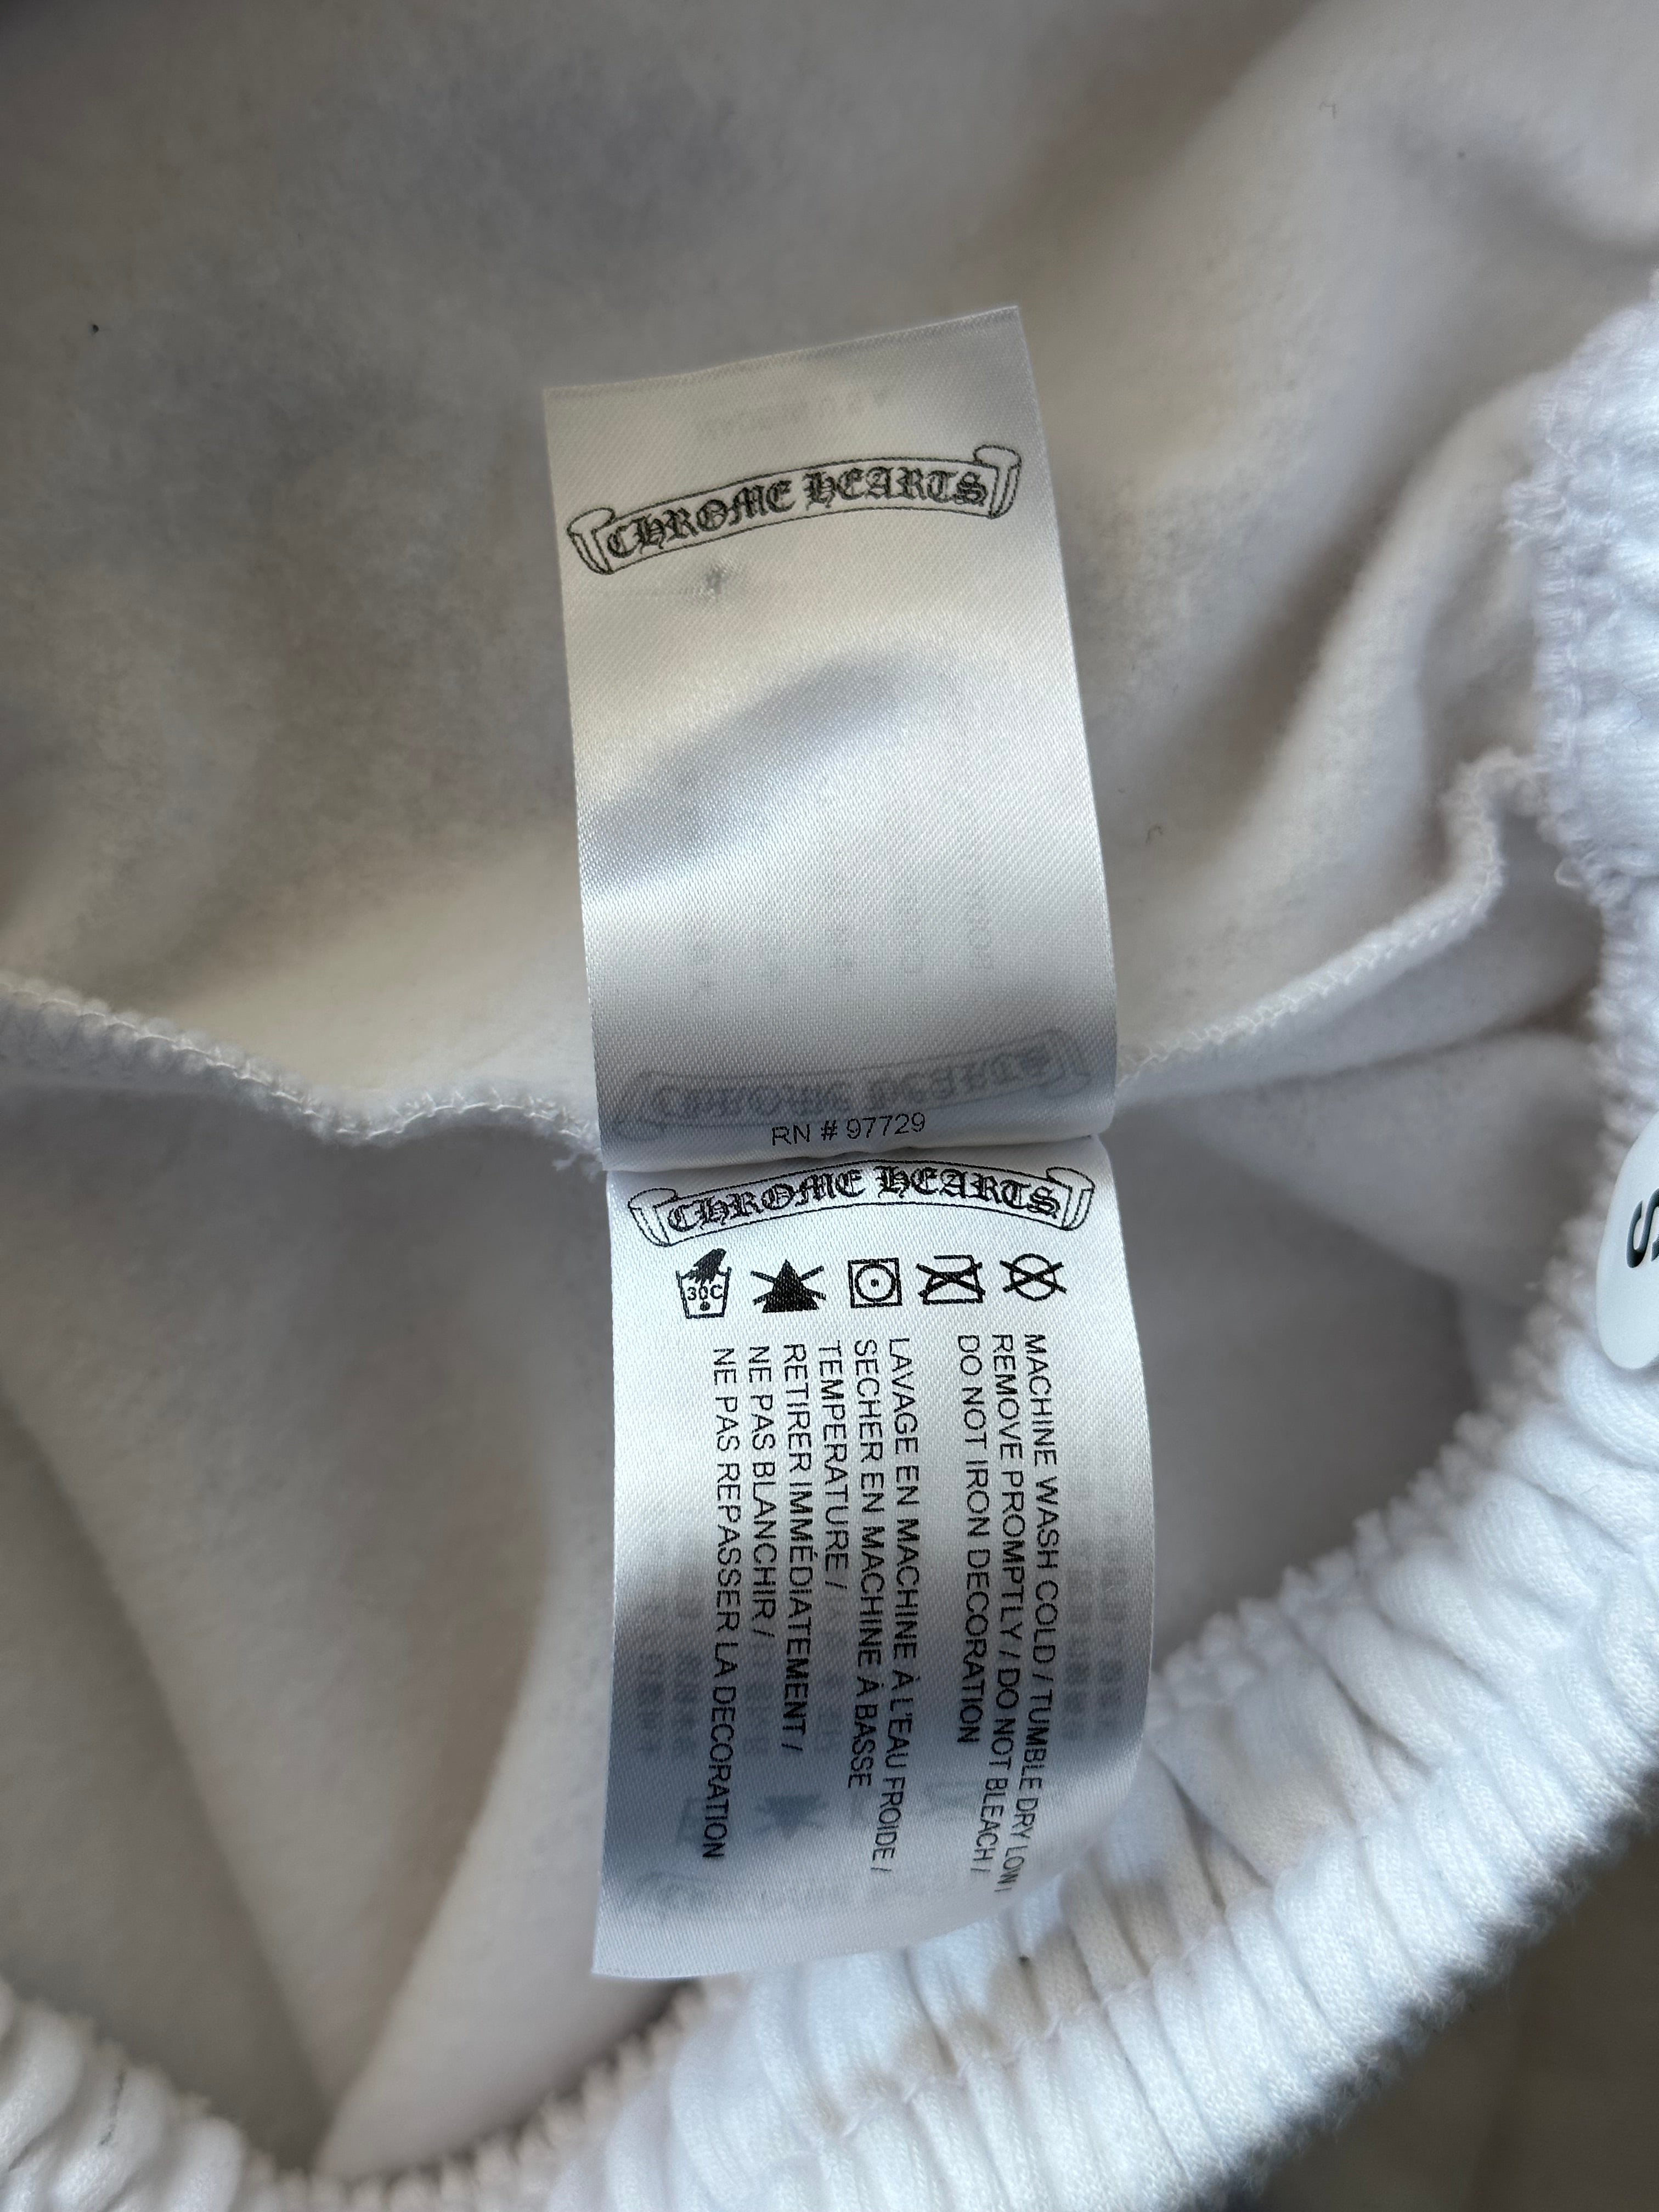 CHROME HEARTS
RN # 97729
CHROME HEARTS
30C
MACHINE WASH COLD / TUMBLE DRY LOW /
REMOVE PROMPTLY / DO NOT BLEACH /
DO NOT IRON DECORATION
LAVAGE EN MACHINE À L'EAU FROIDE /
SECHER EN MACHINE À BASSE
TEMPERATURE /
RETIRER IMMÉDIATEMENT /
NE PAS BLANCHIR /
NE PAS REPASSER LA DECORATION
S